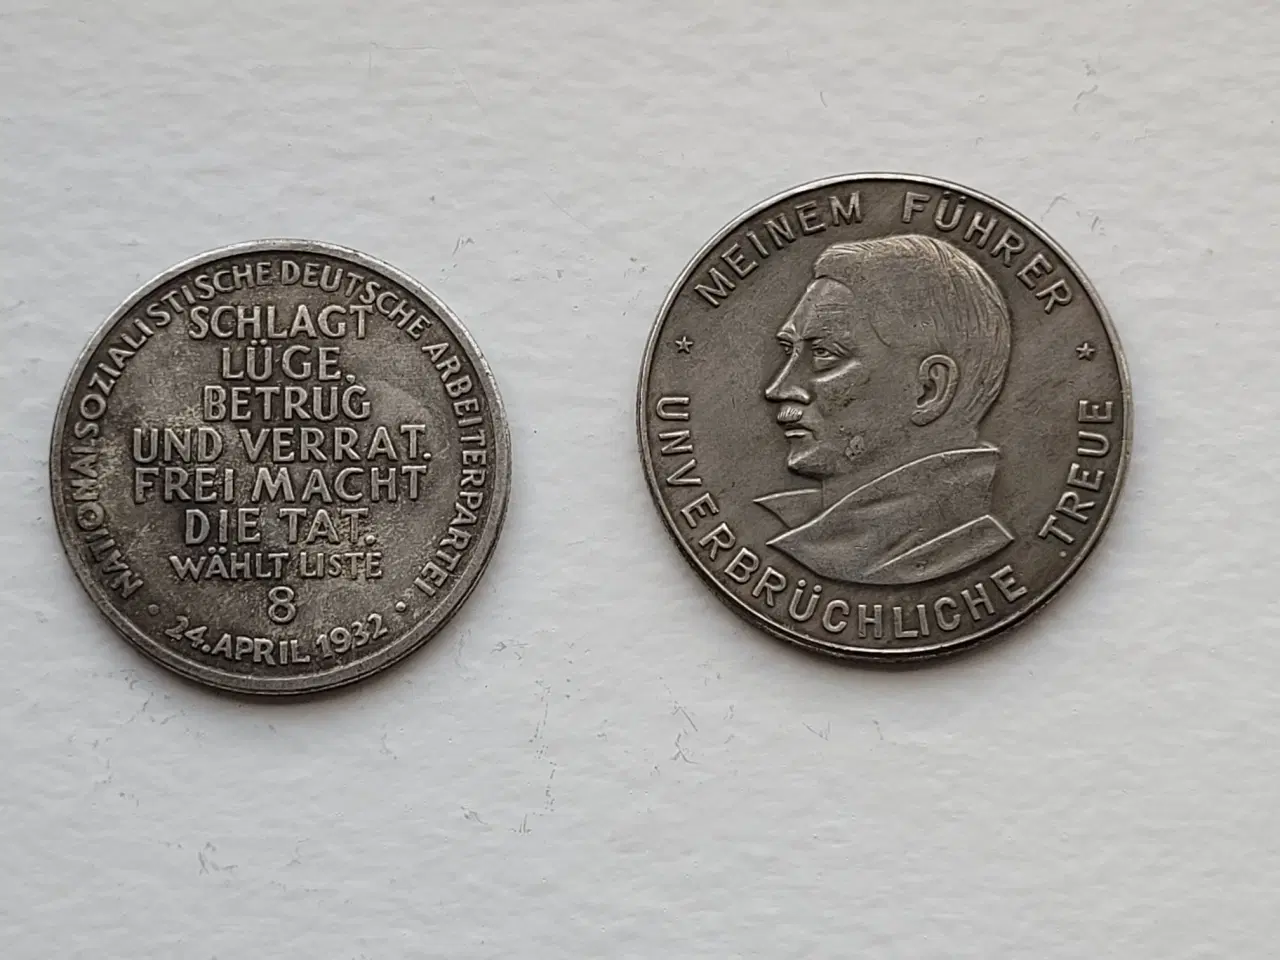 NATIONALSOZIALISTISCHE DEUTSCHE ARBEITERPARTEI
SCHLAGT
LÜGE,
BETRUG
UND VERRAT.
FREI MACHT
DIE TAT.
WÄHLT LISTE
8
24. APRIL 1932
MEINEM FÜHRER
UNVERBRÜCHLICHE TREUE